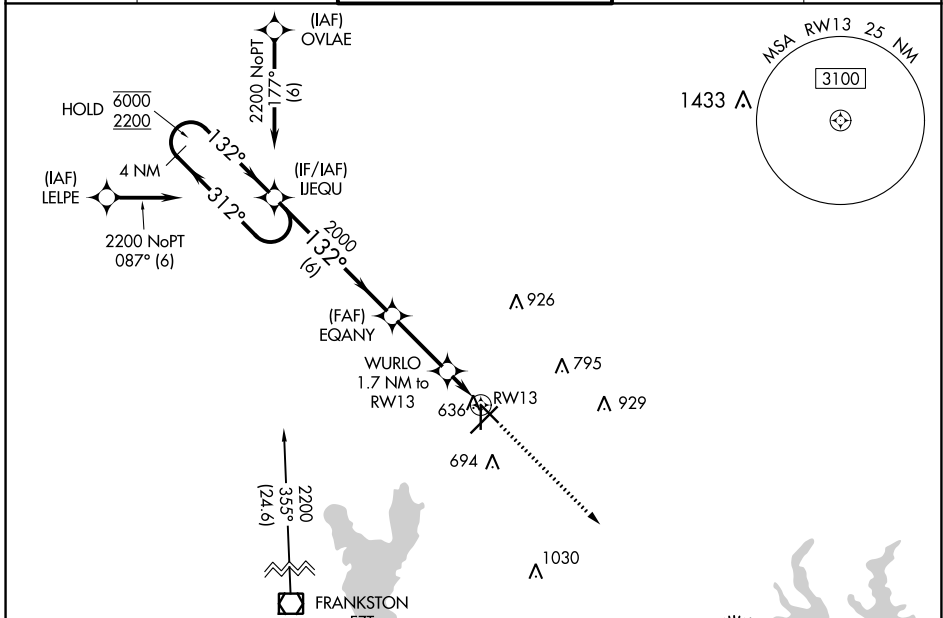 (IAF)
OVLAE
2200 NoPT
177°
(6)
MSA RW13 25 NM
3100
1433
HOLD
6000
2200
132°
4 NM
(IAF)
LELPE
(IF/IAF)
IJEQU
312°
2200 NoPT
087° (6)
2000
132°
(6)
(FAF)
EQANY
926
WURLO
1.7 NM to
RW13
795
636
RW13
929
694
2200
355°
(24.6)
1030
FRANKSTON